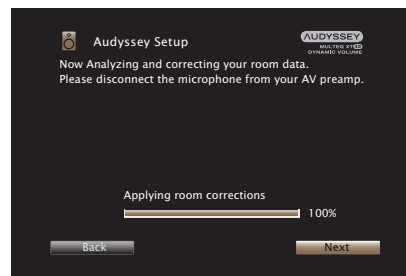 Audyssey Setup
AUDYSSEY
MULTEQ XT32
DYNAMIC VOLUME
Now Analyzing and correcting your room data.
Please disconnect the microphone from your AV preamp.
Applying room corrections
100%
Back
Next